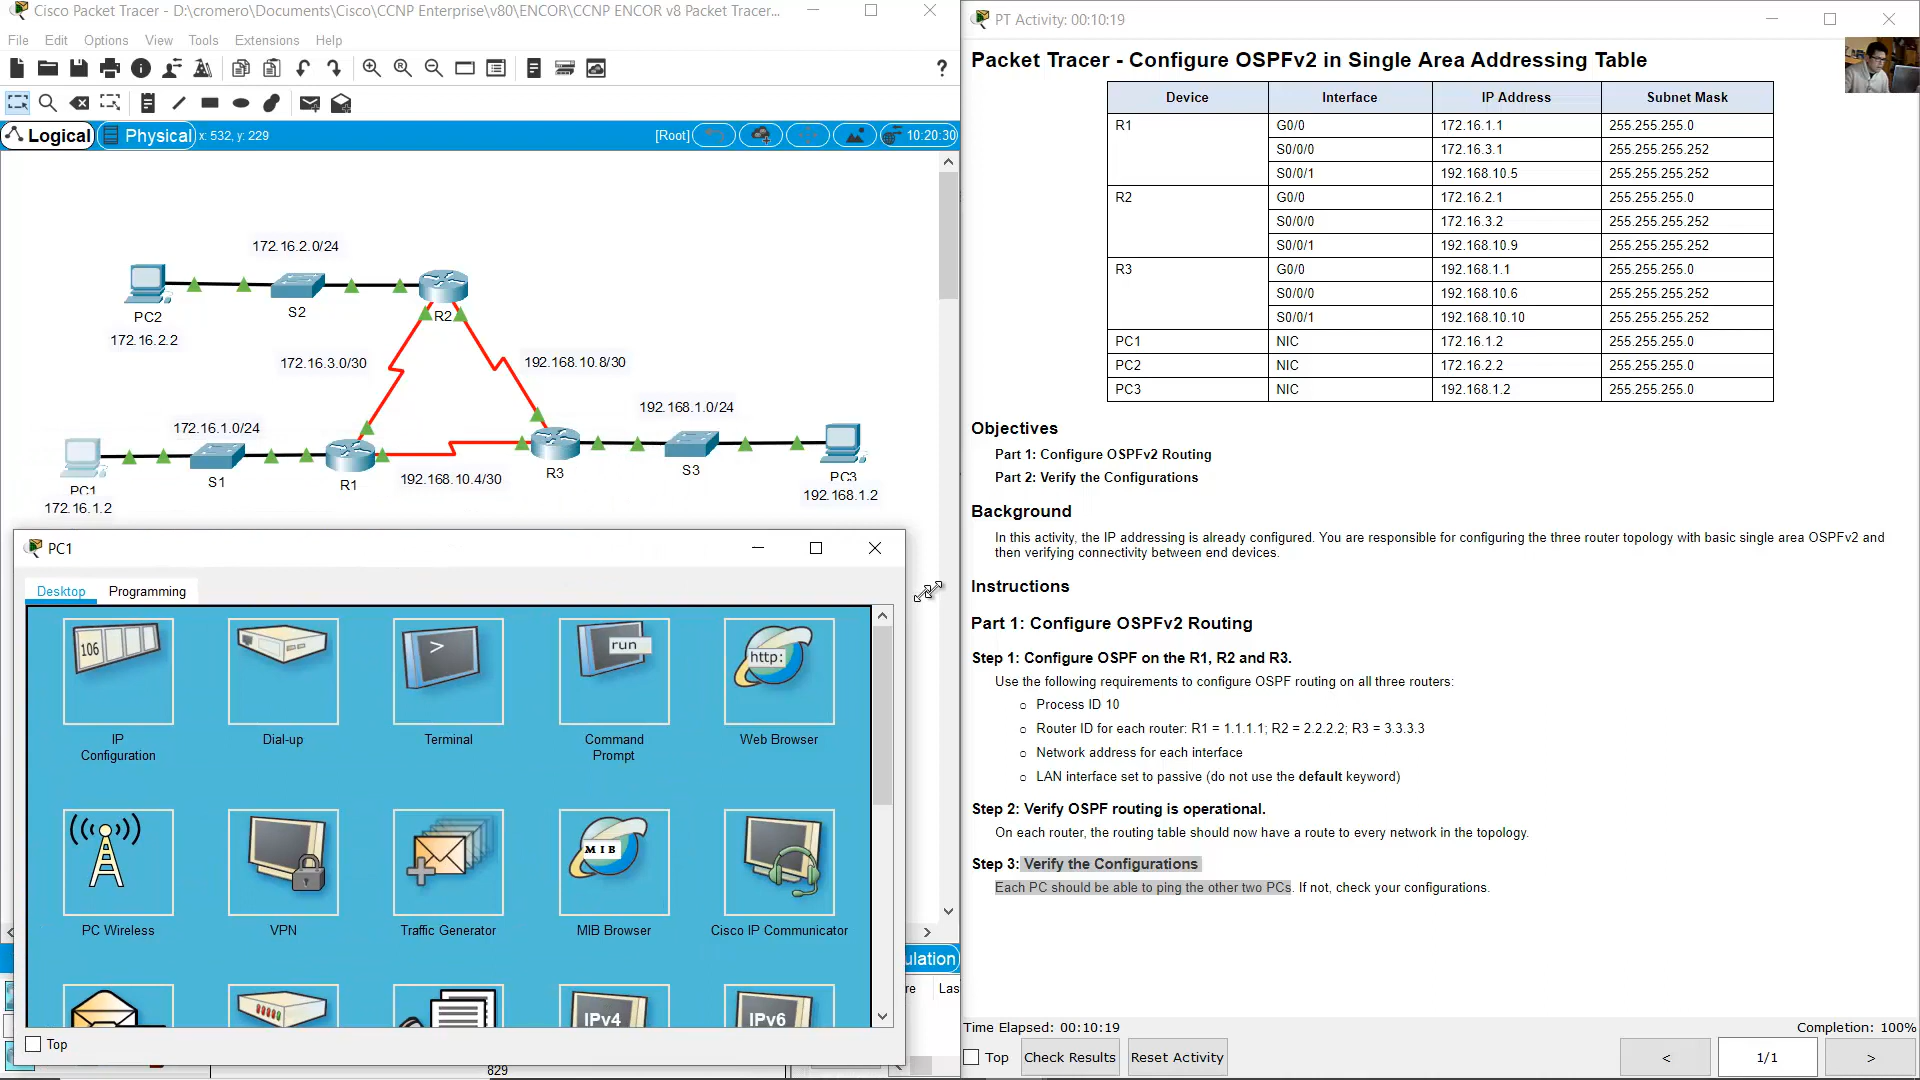 Cisco Packet Tracer - D:\cromero\Documents\Cisco\CCNP Enterprise\v80\ENCOR\CCNP ENCOR v8 Packet Tracer...
File Edit Options View Tools Extensions Help
?
Logical Physical x: 532, y: 229 [Root] 10:20:30
172.16.2.0/24
PC2
172.16.2.2
S2
R2
172.16.3.0/30
192.168.10.8/30
192.168.1.0/24
172.16.1.0/24
PC1
172.16.1.2
S1
R1
192.168.10.4/30
R3
S3
PC3
192.168.1.2
PC1
Desktop Programming
106
>
run
http:
IP Configuration
Dial-up
Terminal
Command Prompt
Web Browser
MIB
PC Wireless
VPN
Traffic Generator
MIB Browser
Cisco IP Communicator
IPv4
IPv6
Top
ulation
re Las
829
PT Activity: 00:10:19
Packet Tracer - Configure OSPFv2 in Single Area Addressing Table
Device Interface IP Address Subnet Mask
R1 G0/0 172.16.1.1 255.255.255.0
S0/0/0 172.16.3.1 255.255.255.252
S0/0/1 192.168.10.5 255.255.255.252
R2 G0/0 172.16.2.1 255.255.255.0
S0/0/0 172.16.3.2 255.255.255.252
S0/0/1 192.168.10.9 255.255.255.252
R3 G0/0 192.168.1.1 255.255.255.0
S0/0/0 192.168.10.6 255.255.255.252
S0/0/1 192.168.10.10 255.255.255.252
PC1 NIC 172.16.1.2 255.255.255.0
PC2 NIC 172.16.2.2 255.255.255.0
PC3 NIC 192.168.1.2 255.255.255.0
Objectives
Part 1: Configure OSPFv2 Routing
Part 2: Verify the Configurations
Background
In this activity, the IP addressing is already configured. You are responsible for configuring the three router topology with basic single area OSPFv2 and
then verifying connectivity between end devices.
Instructions
Part 1: Configure OSPFv2 Routing
Step 1: Configure OSPF on the R1, R2 and R3.
Use the following requirements to configure OSPF routing on all three routers:
o Process ID 10
o Router ID for each router: R1 = 1.1.1.1; R2 = 2.2.2.2; R3 = 3.3.3.3
o Network address for each interface
o LAN interface set to passive (do not use the default keyword)
Step 2: Verify OSPF routing is operational.
On each router, the routing table should now have a route to every network in the topology.
Step 3: Verify the Configurations
Each PC should be able to ping the other two PCs. If not, check your configurations.
Time Elapsed: 00:10:19 Completion: 100%
Top Check Results Reset Activity < 1/1 >